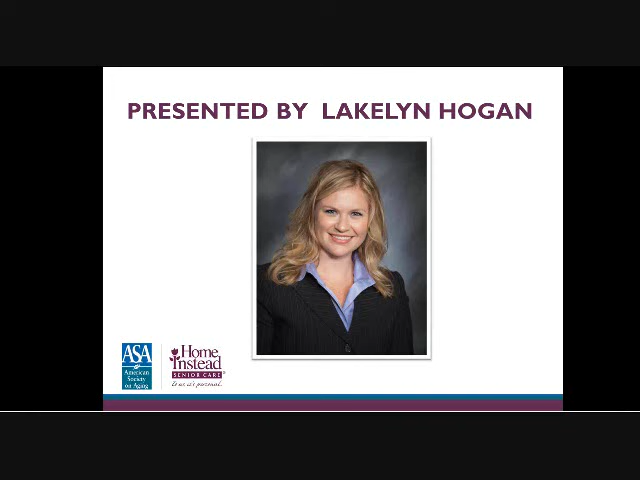 PRESENTED BY LAKELYN HOGAN
ASA
American
Society
on Aging
Home
Instead
SENIOR CARE
To us, it's personal.